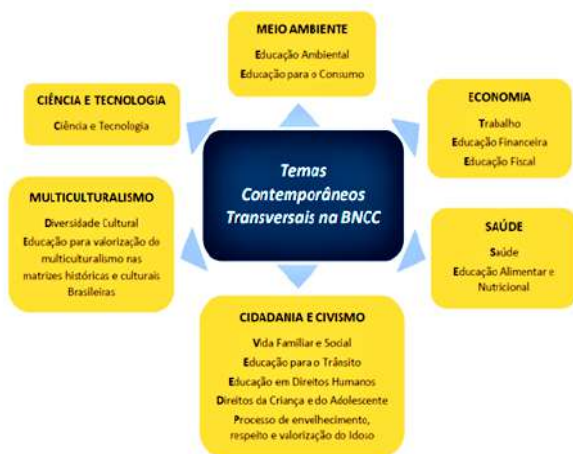 MEIO AMBIENTE
Educação Ambiental
Educação para o Consumo
CIÊNCIA E TECNOLOGIA
Ciência e Tecnologia
ECONOMIA
Trabalho
Educação Financeira
Educação Fiscal
Temas
Contemporâneos
Transversais na BNCC
MULTICULTURALISMO
Diversidade Cultural
Educação para valorização do
multiculturalismo nas
matrizes históricas e culturais
Brasileiras
SAÚDE
Saúde
Educação Alimentar e
Nutricional
CIDADANIA E CIVISMO
Vida Familiar e Social
Educação para o Trânsito
Educação em Direitos Humanos
Direitos da Criança e do Adolescente
Processo de envelhecimento,
respeito e valorização do Idoso